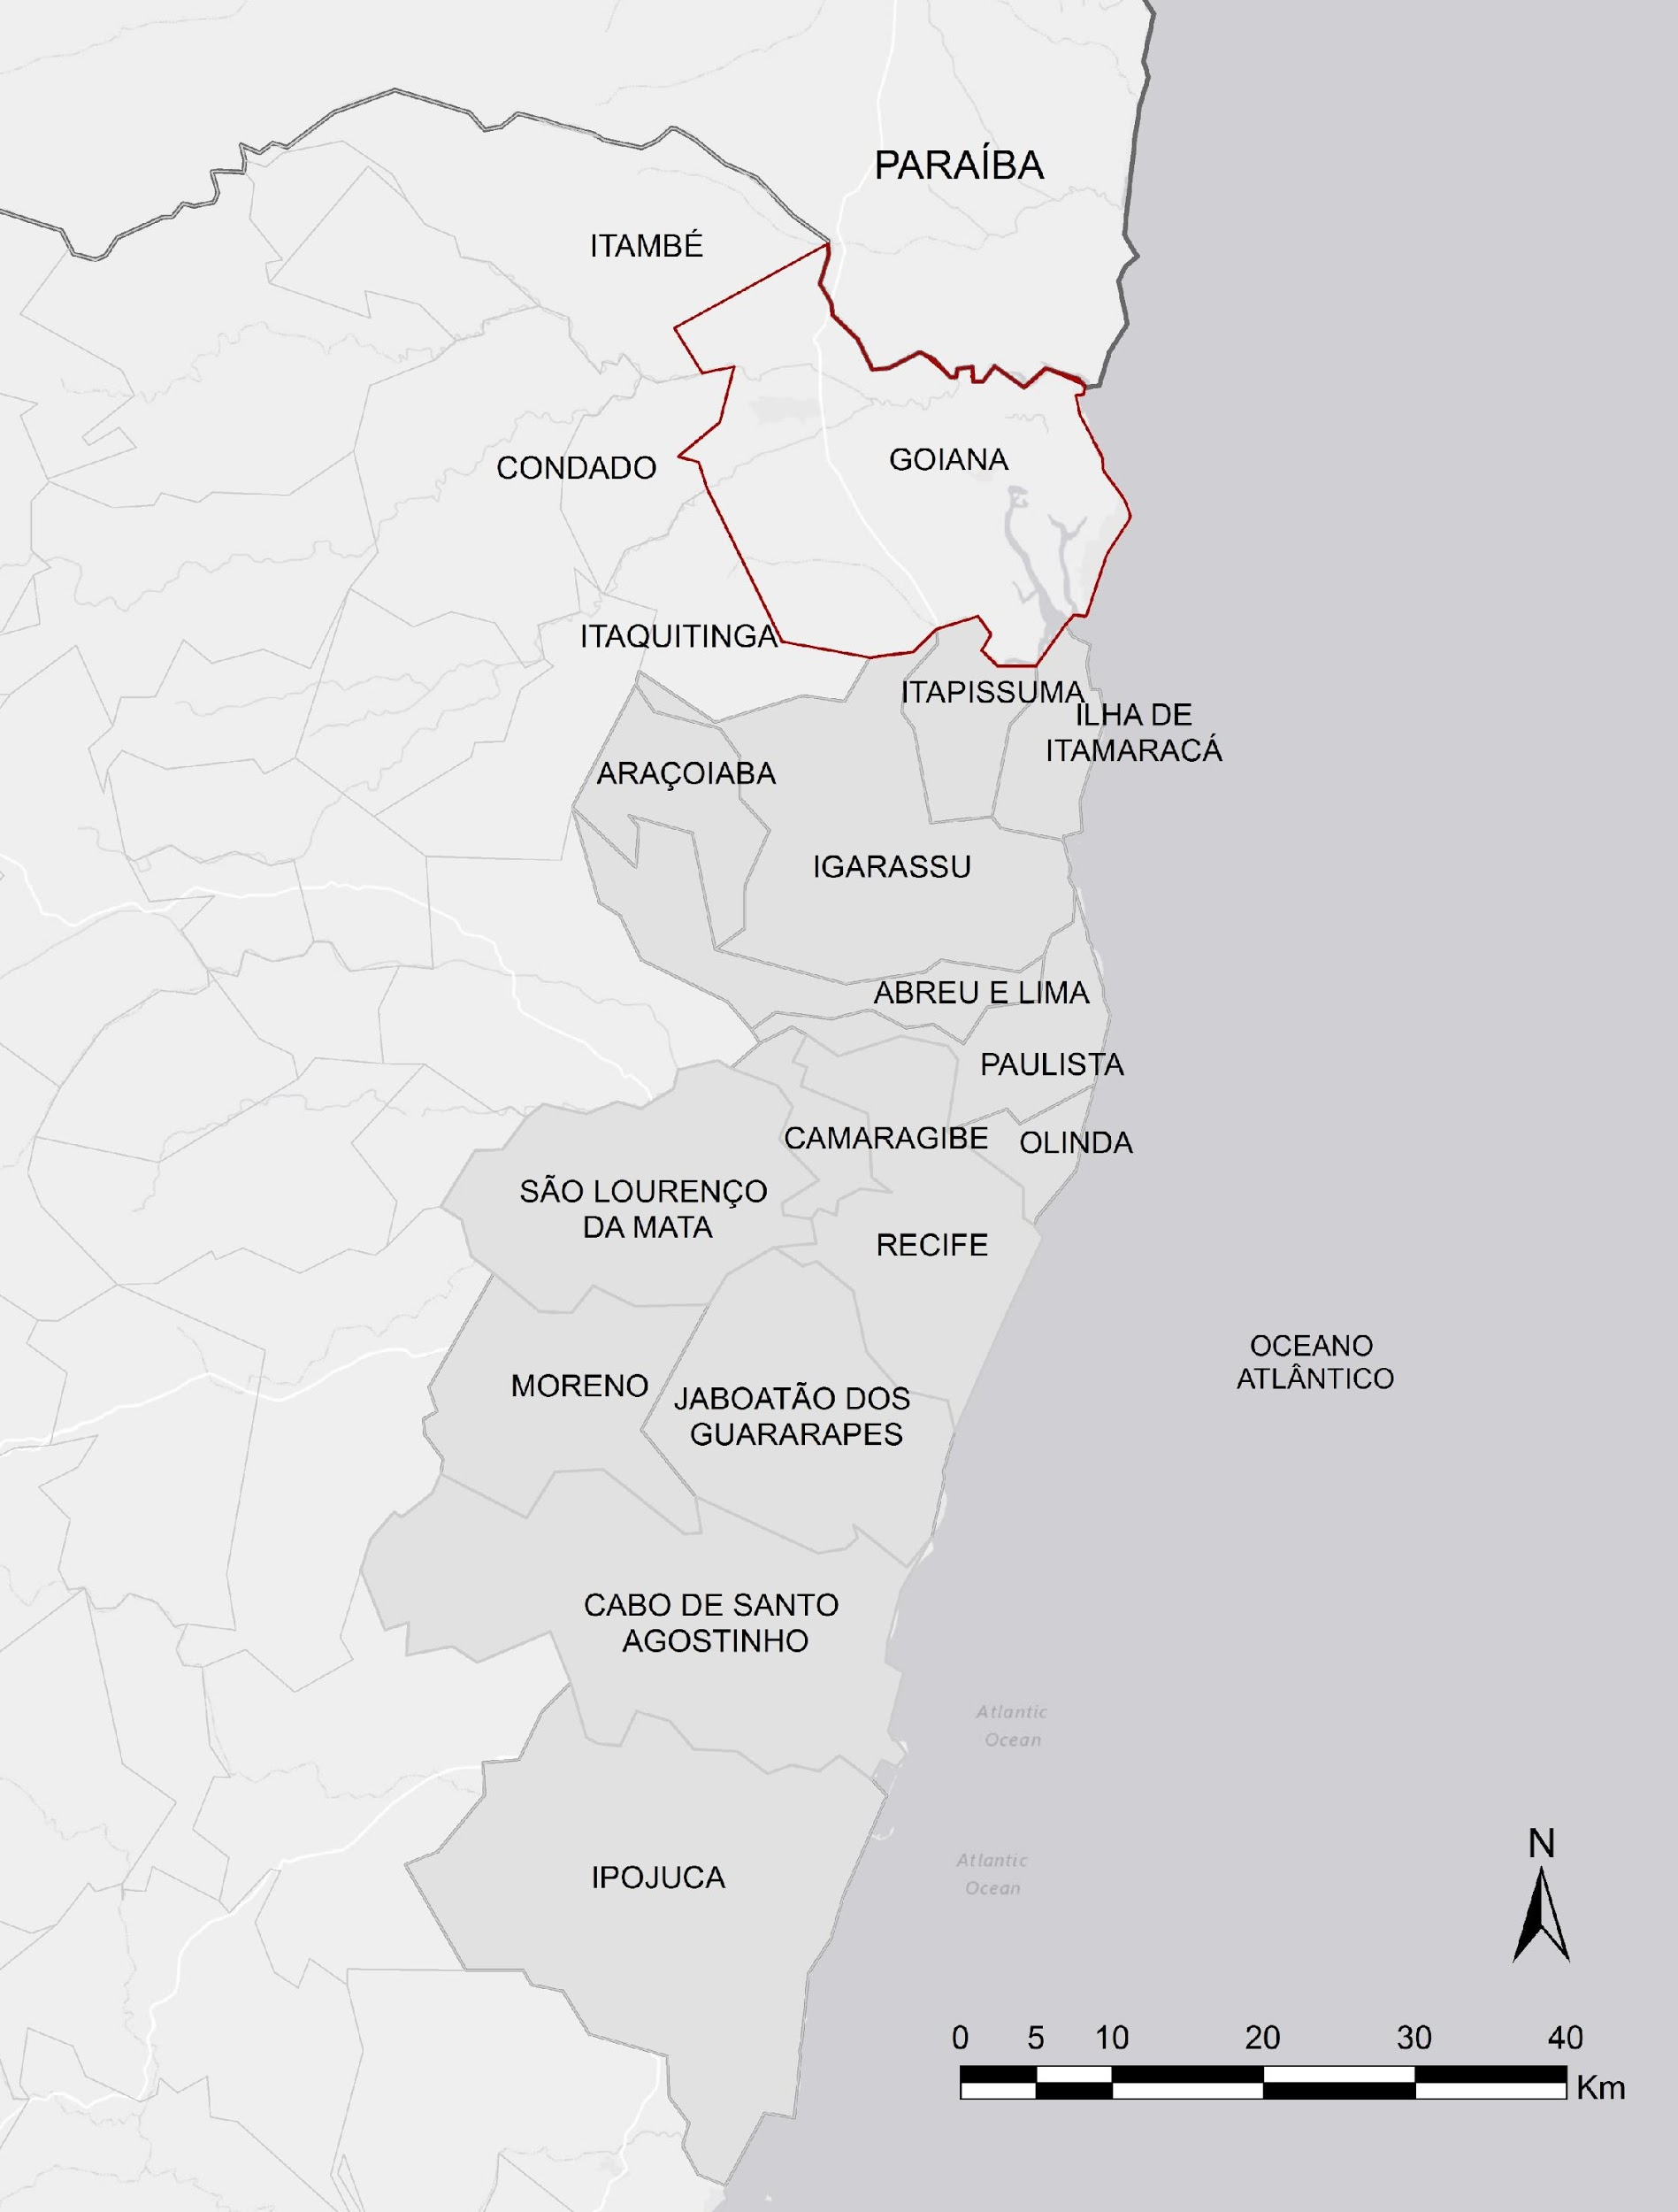 PARAÍBA
ITAMBÉ
GOIANA
CONDADO
ITAQUITINGA
ITAPISSUMA
ILHA DE
ITAMARACÁ
ARAÇOIABA
IGARASSU
ABREU E LIMA
PAULISTA
CAMARAGIBE
OLINDA
SÃO LOURENÇO
DA MATA
RECIFE
OCEANO
ATLÂNTICO
MORENO
JABOATÃO DOS
GUARARAPES
CABO DE SANTO
AGOSTINHO
Atlantic
Ocean
IPOJUCA
Atlantic
Ocean
N
0 5 10 20 30 40
Km